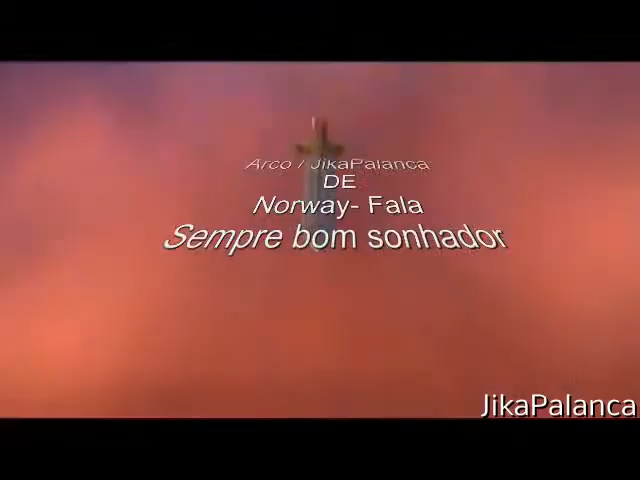 Arco / JikaPalanca
DE
Norway- Fala
Sempre bom sonhador
JikaPalanca